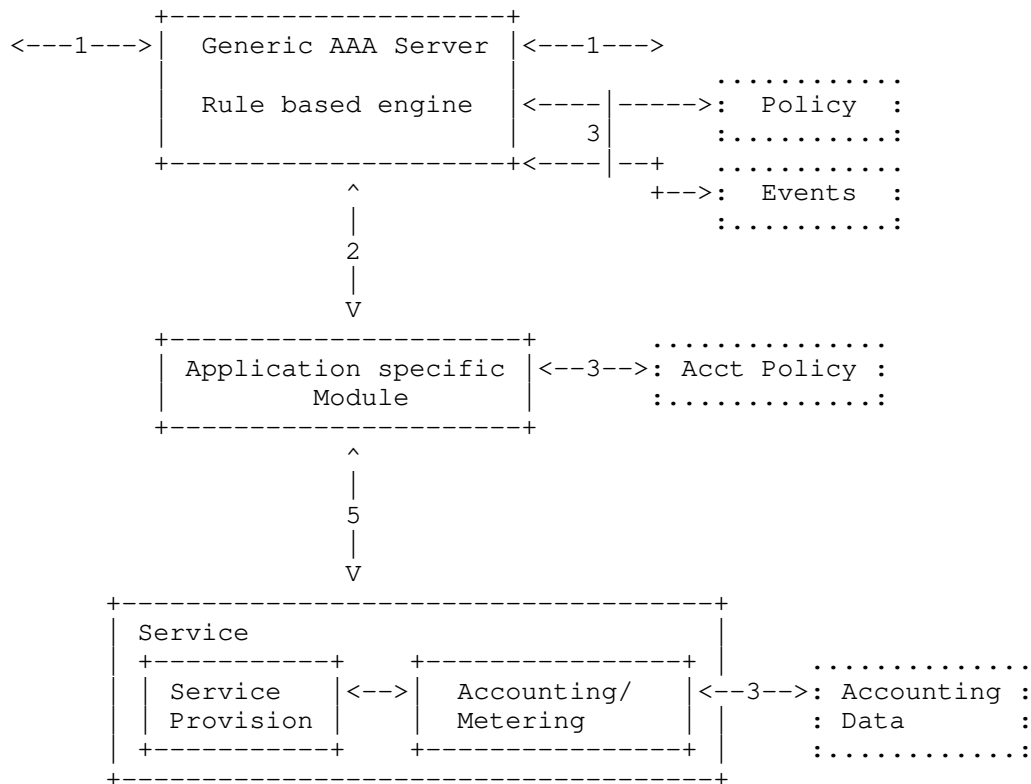 <---1--->| Generic AAA Server |<---1--->
Rule based engine |<----|----->: Policy :
3|
<----|--+
+-->: Events :
2
V
Application specific |<--3-->: Acct Policy :
Module
5
V
Service
Service |<-->| Accounting/ |<--3-->: Accounting :
Provision | | Metering | : Data :